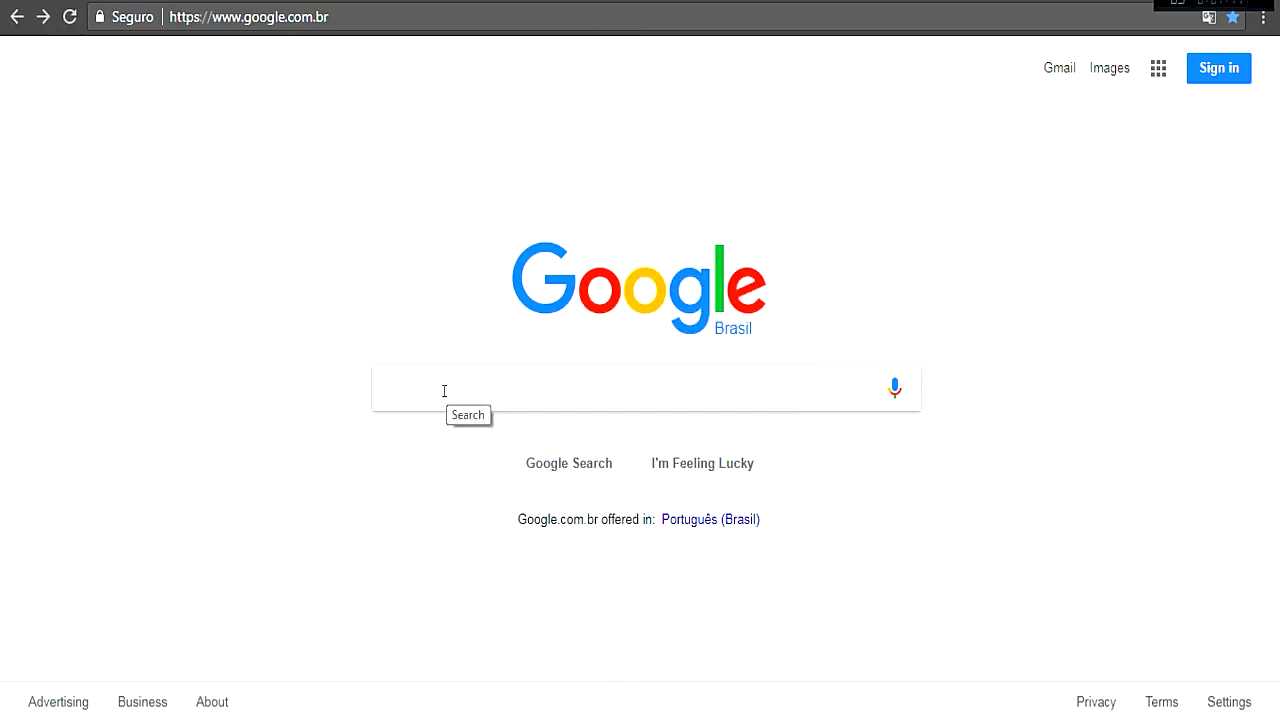 Seguro https://www.google.com.br
Gmail Images Sign in
Google
Brasil
Search
Google Search I'm Feeling Lucky
Google.com.br offered in: Português (Brasil)
Advertising Business About Privacy Terms Settings